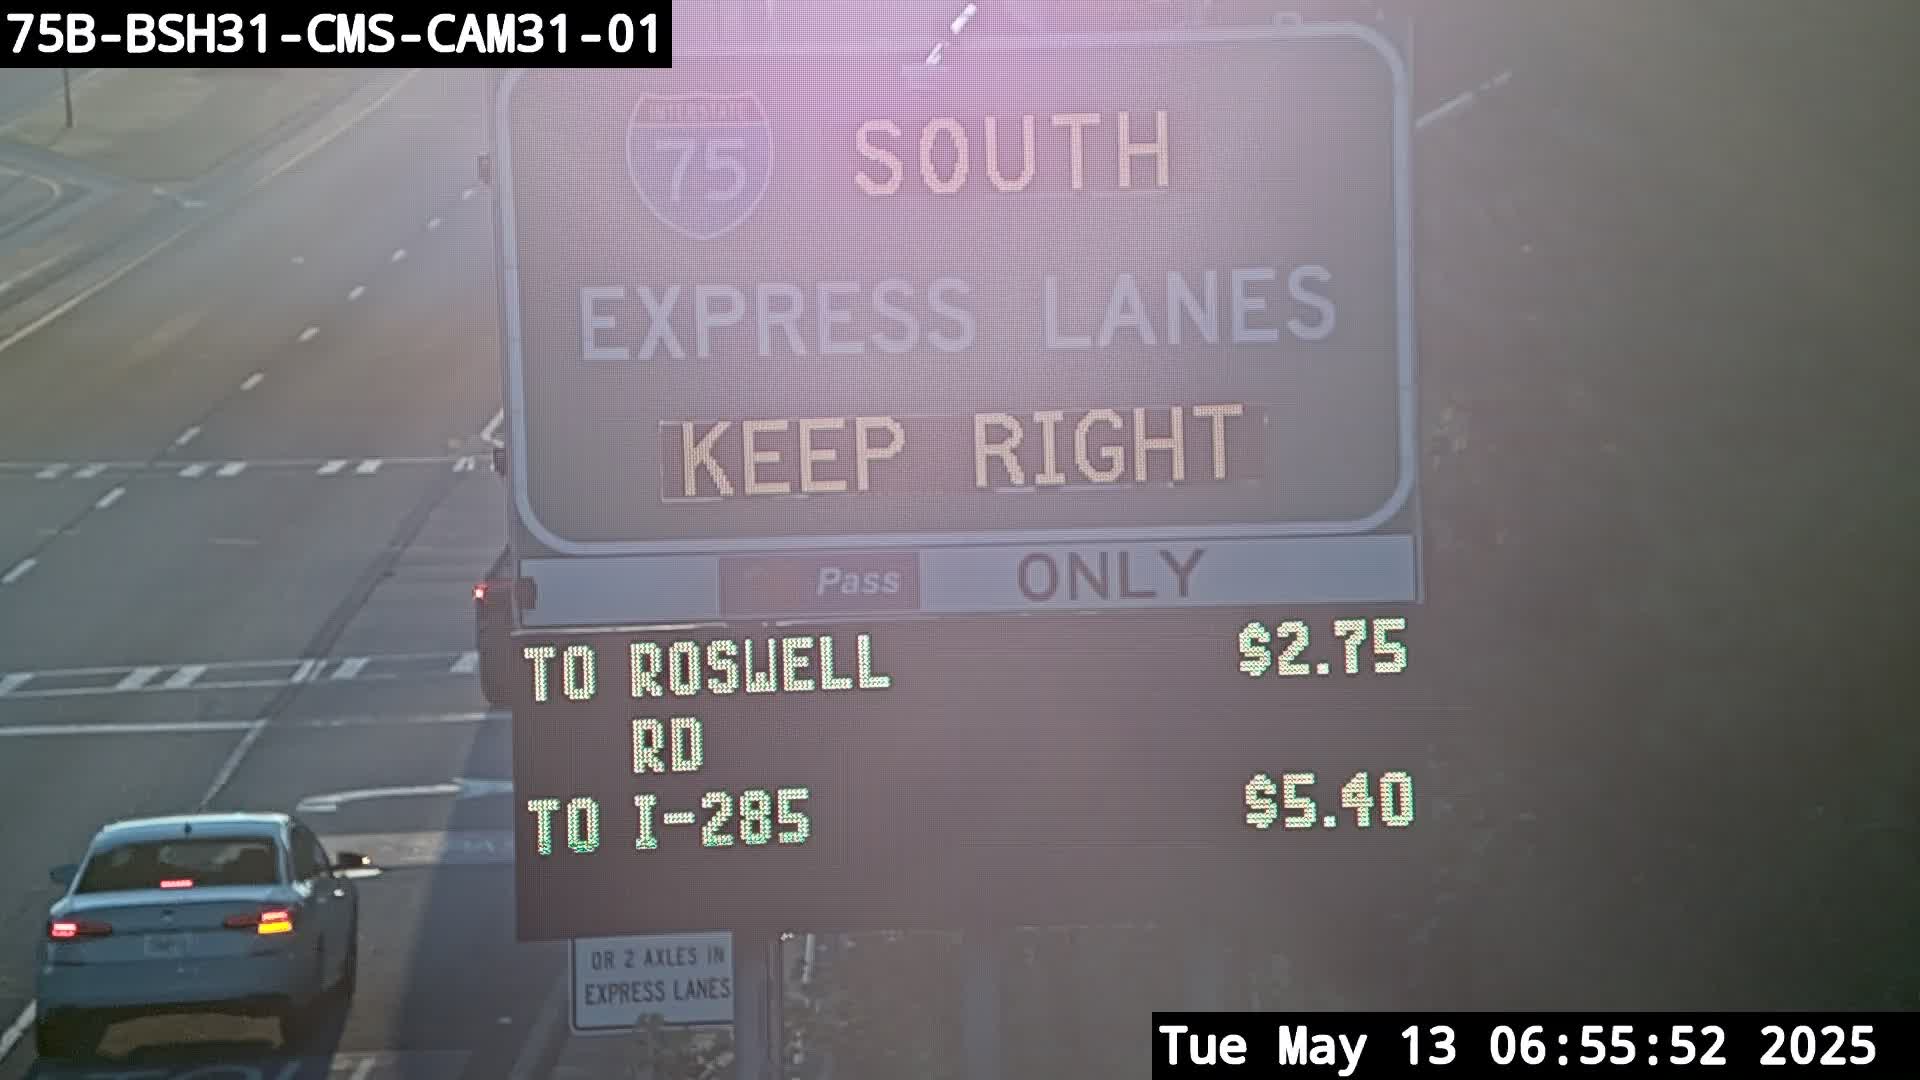 75B-BSH31-CMS-CAM31-01
INTERSTATE
75
SOUTH
EXPRESS LANES
KEEP RIGHT
Pass ONLY
TO ROSWELL $2.75
RD
TO I-285 $5.40
OR 2 AXLES IN
EXPRESS LANES
Tue May 13 06:55:52 2025